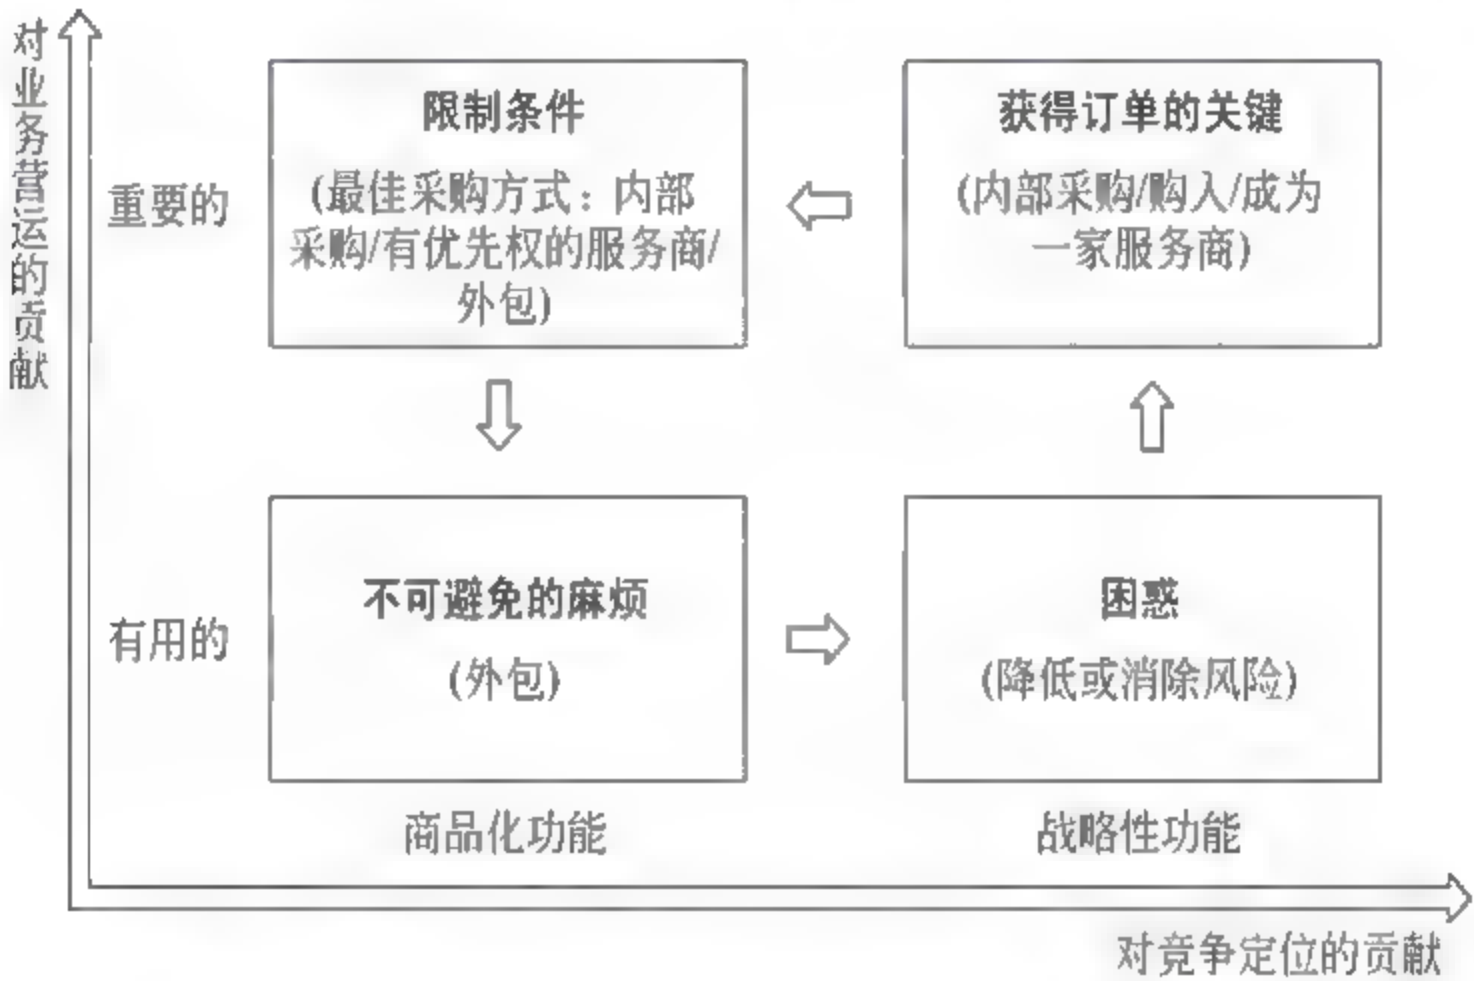 对业务营运的贡献
限制条件
(最佳采购方式：内部
采购/有优先权的服务商/
外包)
获得订单的关键
(内部采购/购入/成为
一家服务商)
重要的
不可避免的麻烦
(外包)
困惑
(降低或消除风险)
有用的
商品化功能
战略性功能
对竞争定位的贡献